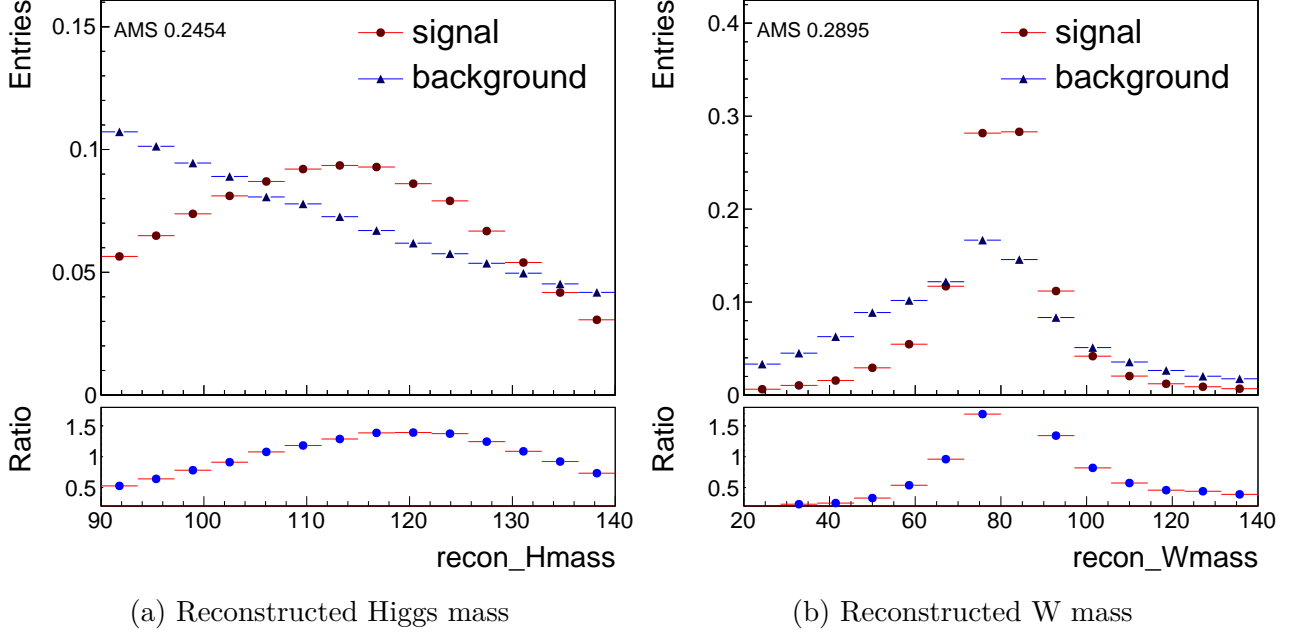 Entries
0.15
0.1
0.05
0
AMS 0.2454
signal
background
Ratio
1.5
1
0.5
90 100 110 120 130 140
recon_Hmass
(a) Reconstructed Higgs mass
Entries
0.4
0.3
0.2
0.1
0
AMS 0.2895
signal
background
Ratio
1.5
1
0.5
20 40 60 80 100 120 140
recon_Wmass
(b) Reconstructed W mass